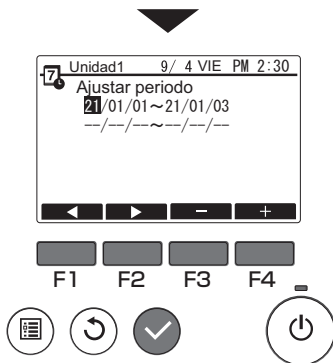 7 Unidad1 9/ 4 VIE PM 2:30
Ajustar periodo
21/01/01~21/01/03
--/--/--~--/--/--
◀ ▶ － ＋
F1 F2 F3 F4